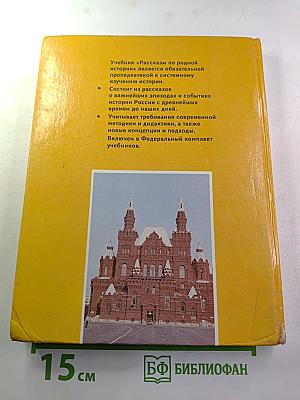 Учебник «Рассказы по родной
истории» является обязательной
пропедевтикой к системному
изучению истории.
Состоит из рассказов
о важнейших эпизодах и событиях
истории России с древнейших
времен до наших дней.
Учитывает требования современной
методики и дидактики, а также
новые концепции и подходы.
Включен в Федеральный комплект
учебников.
15 см
БФ БИБЛИОФАН